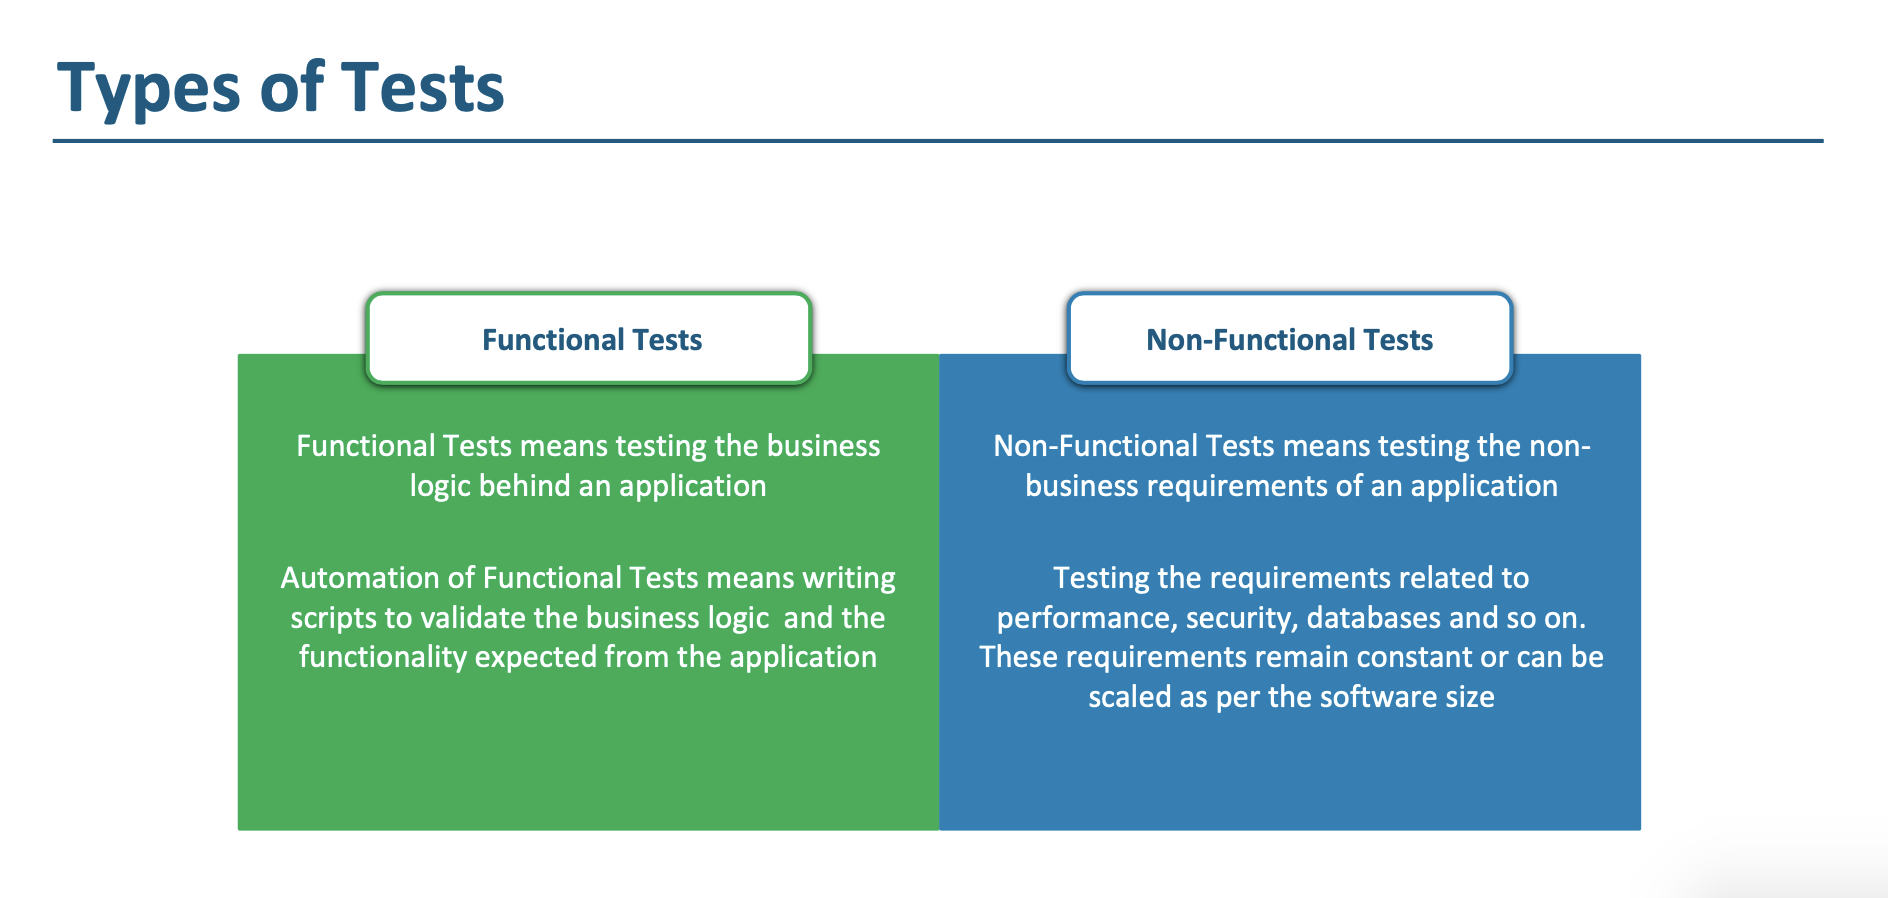 Types of Tests
Functional Tests
Functional Tests means testing the business
logic behind an application
Automation of Functional Tests means writing
scripts to validate the business logic  and the
functionality expected from the application
Non-Functional Tests
Non-Functional Tests means testing the non-
business requirements of an application
Testing the requirements related to
performance, security, databases and so on.
These requirements remain constant or can be
scaled as per the software size